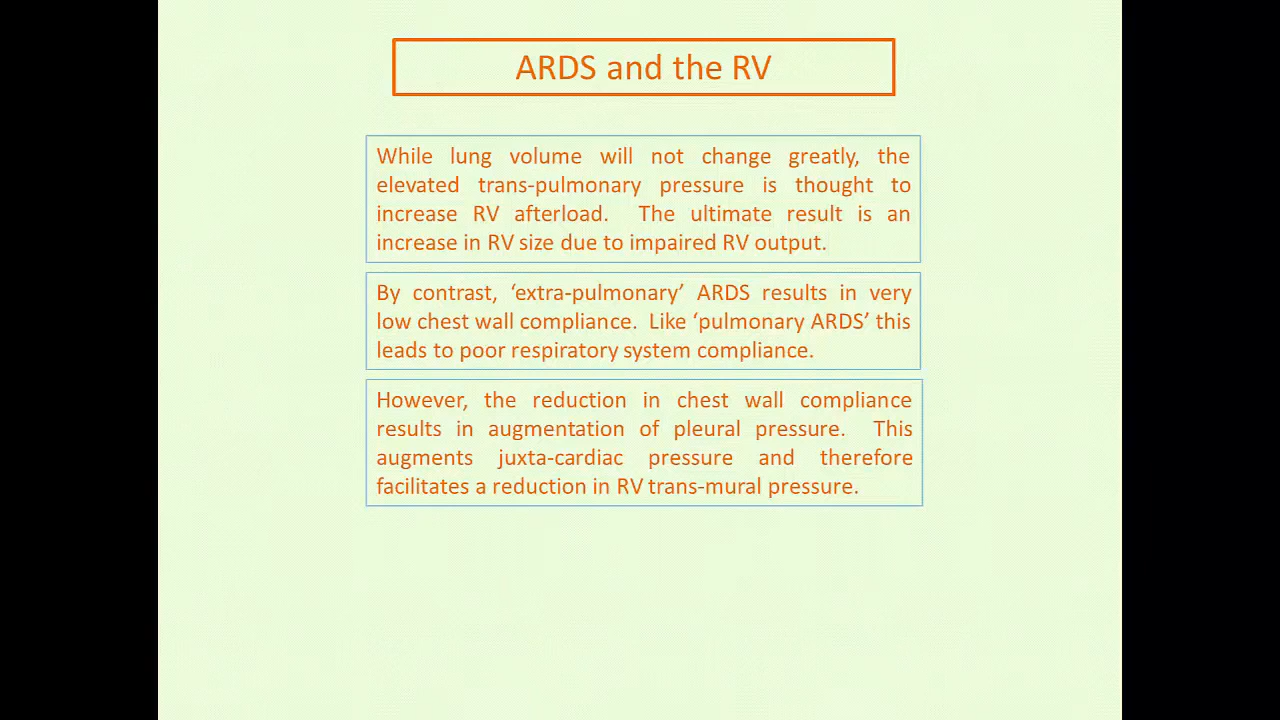 ARDS and the RV
While lung volume will not change greatly, the
elevated trans-pulmonary pressure is thought to
increase RV afterload. The ultimate result is an
increase in RV size due to impaired RV output.
By contrast, ‘extra-pulmonary’ ARDS results in very
low chest wall compliance. Like ‘pulmonary ARDS’ this
leads to poor respiratory system compliance.
However, the reduction in chest wall compliance
results in augmentation of pleural pressure. This
augments juxta-cardiac pressure and therefore
facilitates a reduction in RV trans-mural pressure.